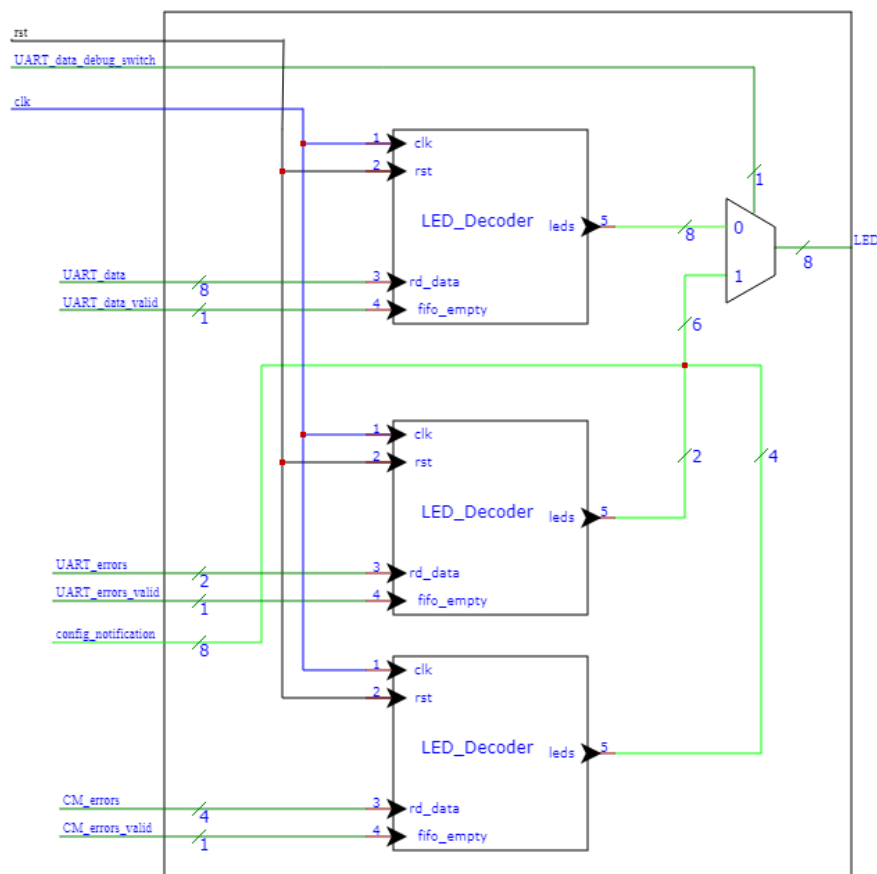 rst
UART_data_debug_switch
clk
1 clk
2 rst
1
LED_Decoder leds 5
8
0
LED
8
UART_data
8
3 rd_data
1
UART_data_valid
1
4 fifo_empty
6
1 clk
2 rst
2
4
LED_Decoder leds 5
UART_errors
2
3 rd_data
UART_errors_valid
1
4 fifo_empty
config_notification
8
1 clk
2 rst
LED_Decoder leds 5
CM_errors
4
3 rd_data
CM_errors_valid
1
4 fifo_empty